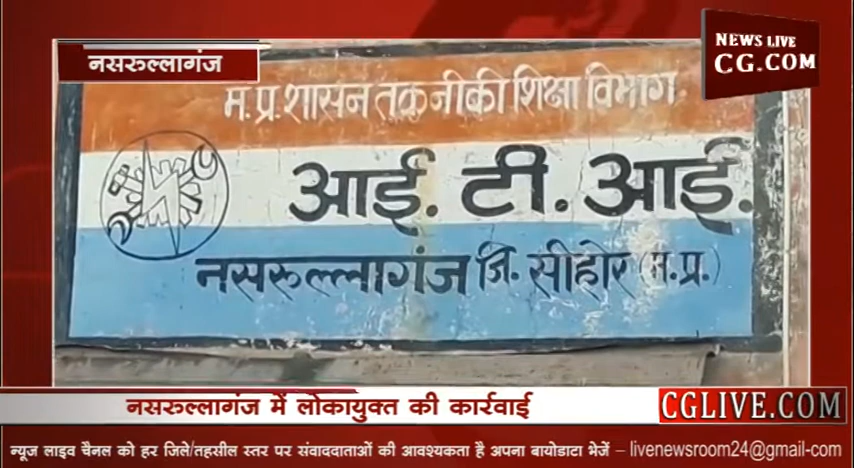 नसरुल्लागंज
NEWS LIVE
CG.COM
म.प्र.शासन तकनीकी शिक्षा विभाग.
आई. टी. आई.
नसरुल्लागंज जि. सीहोर (म.प्र.)
नसरुल्लागंज में लोकायुक्त की कार्रवाई
CGLIVE.COM
न्यूज लाइव चैनल को हर जिले/तहसील स्तर पर संवाददाताओं की आवश्यकता है अपना बायोडाटा भेजें – livenewsroom24@gmail-com